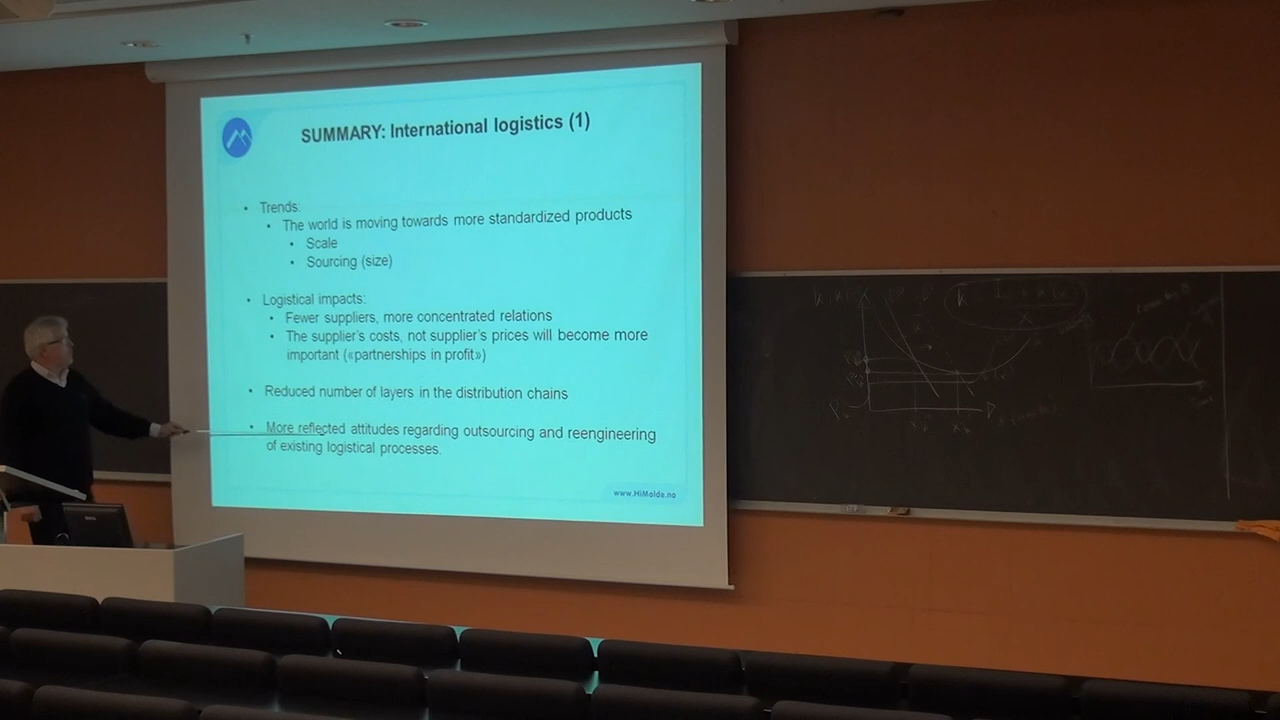 SUMMARY: International logistics (1)
• Trends:
• The world is moving towards more standardized products
• Scale
• Sourcing (size)
• Logistical impacts:
• Fewer suppliers, more concentrated relations
• The supplier's costs, not supplier's prices will become more
important («partnerships in profit»)
• Reduced number of layers in the distribution chains
• More reflected attitudes regarding outsourcing and reengineering
of existing logistical processes.
www.HiMolde.no